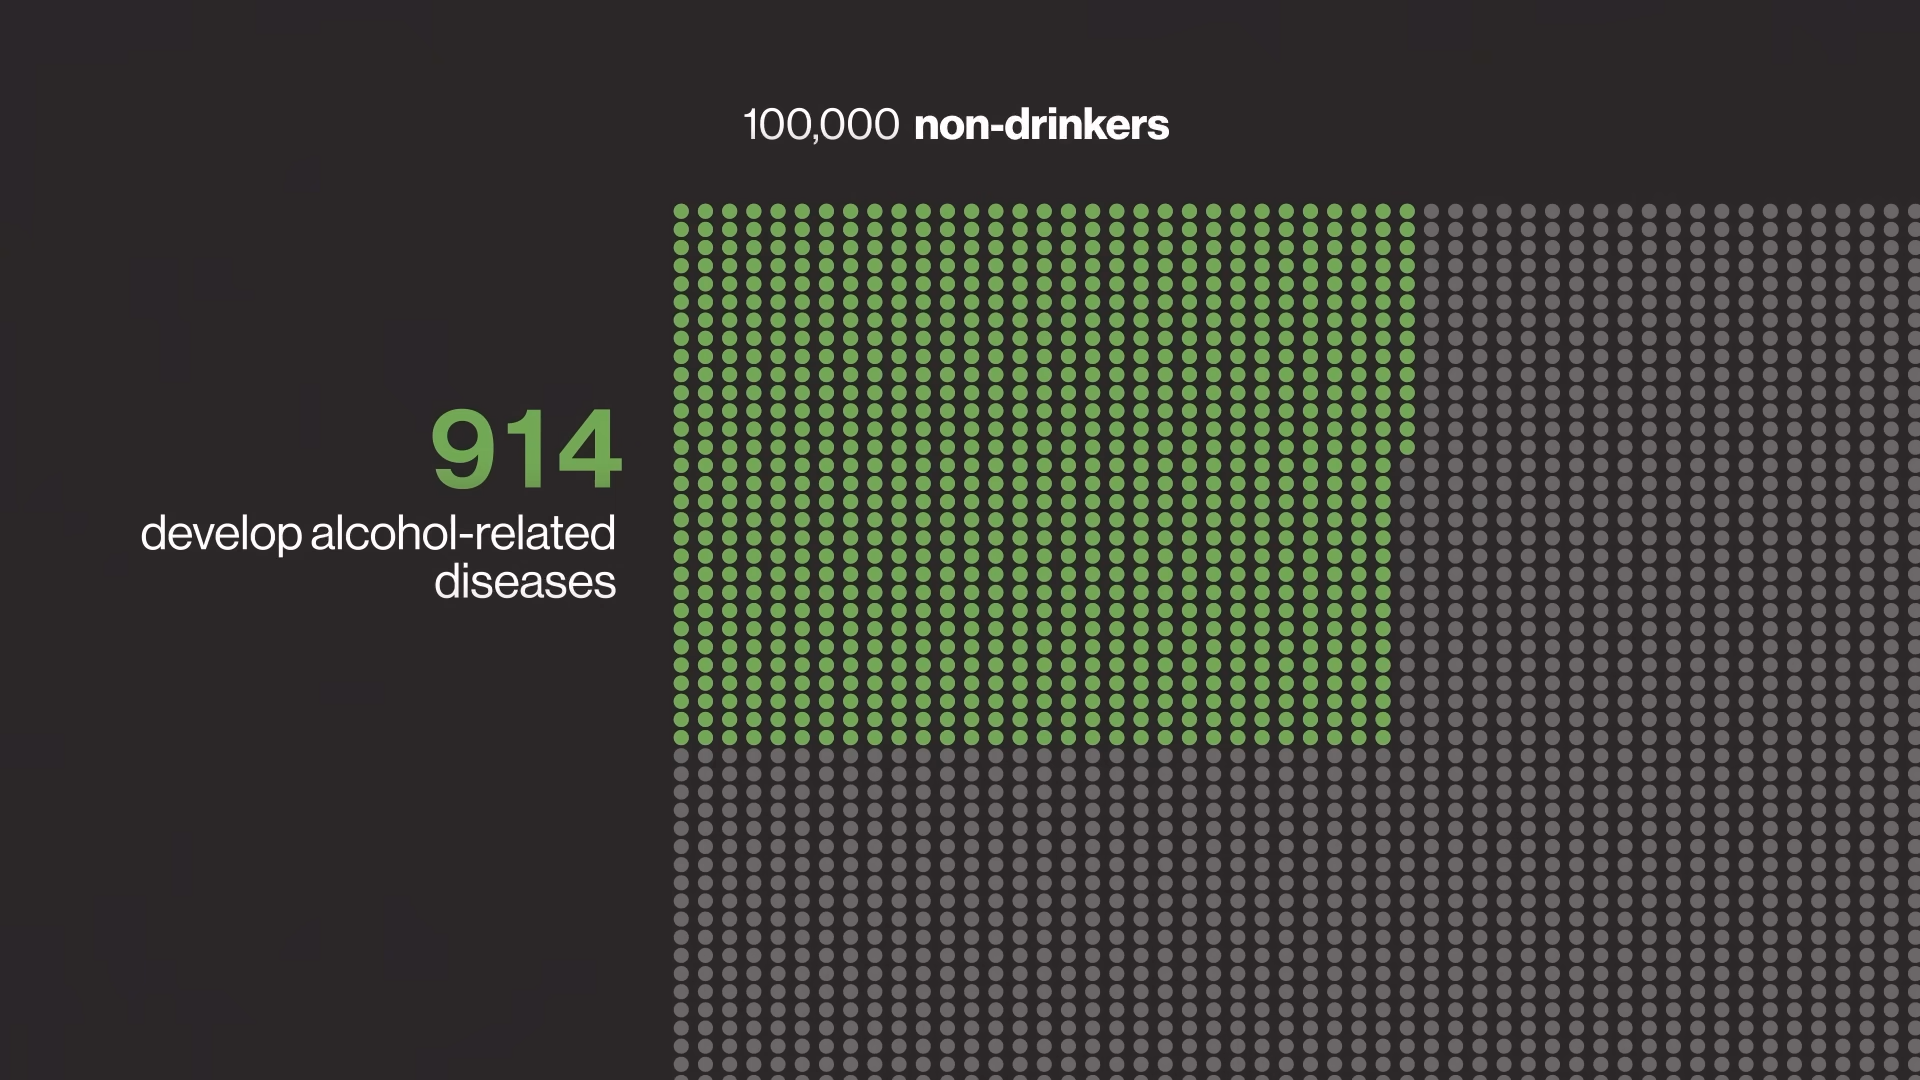 100,000 non-drinkers
914
develop alcohol-related
diseases